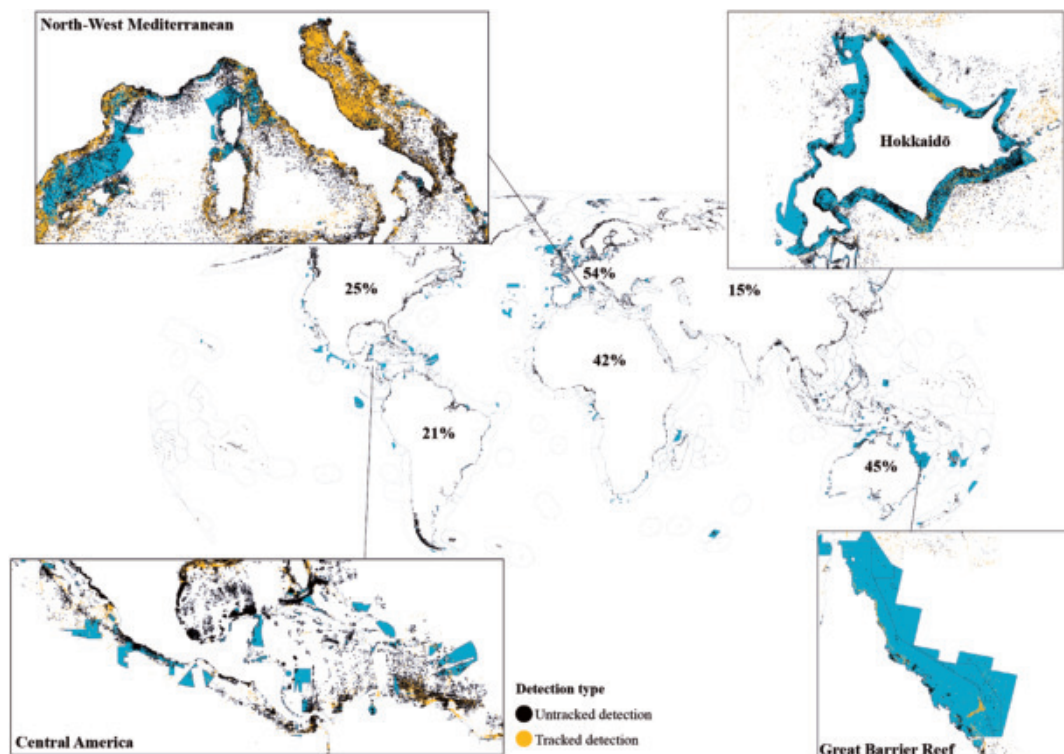 North-West Mediterranean
Hokkaidō
54%
25%
15%
42%
21%
45%
Detection type
Untracked detection
Tracked detection
Central America
Great Barrier Reef